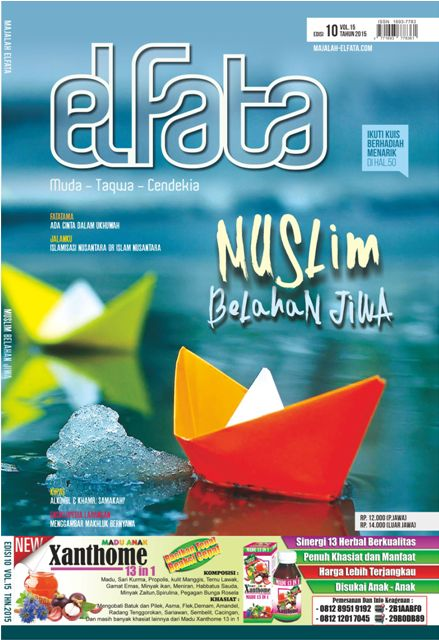 MAJALAH ELFATA
ISSN: 1693-7783
EDISI 10 VOL. 15
TAHUN 2015
MAJALAH-ELFATA.COM
elfata
Muda – Taqwa – Cendekia
IKUTI KUIS
BERHADIAH
MENARIK
DI HAL.50
FATATAMA
ADA CINTA DALAM UKHUWAH
JALANKU
ISLAMISASI NUSANTARA OR ISLAM NUSANTARA
MUSLIM
BELAHAN JIWA
MUSLIM BELAHAN JIWA
ALKOHOL & KHAMR, SAMAKAH?
MENGGAMBAR MAKHLUK BERNYAWA
RP. 12.000 (P.JAWA)
RP. 14.000 (LUAR JAWA)
EDISI 10 VOL. 15 TAHUN 2015
NEW
MADU ANAK
Xanthome
13 in 1
KOMPOSISI :
Madu, Sari Kurma, Propolis, kulit Manggis, Temu Lawak,
Gamat Emas, Minyak ikan, Meniran, Habbatus Sauda,
Minyak Zaitun, Spirulina, Pegagan Bunga Rosela
KHASIAT :
Mengobati Batuk dan Pilek, Asma, Flek, Demam, Amandel,
Radang Tenggorokan, Sariawan, Sembelit, Cacingan,
dan Masih banyak khasiat lainnya dari Madu Xanthome 13 in 1
Sinergi 13 Herbal Berkualitas
Penuh Khasiat dan Manfaat
Harga Lebih Terjangkau
Disukai Anak - Anak
Pemesanan Dan Info Keagenan :
0812 8951 9192
2B1AABF0
0812 1201 7045
29B0DB89